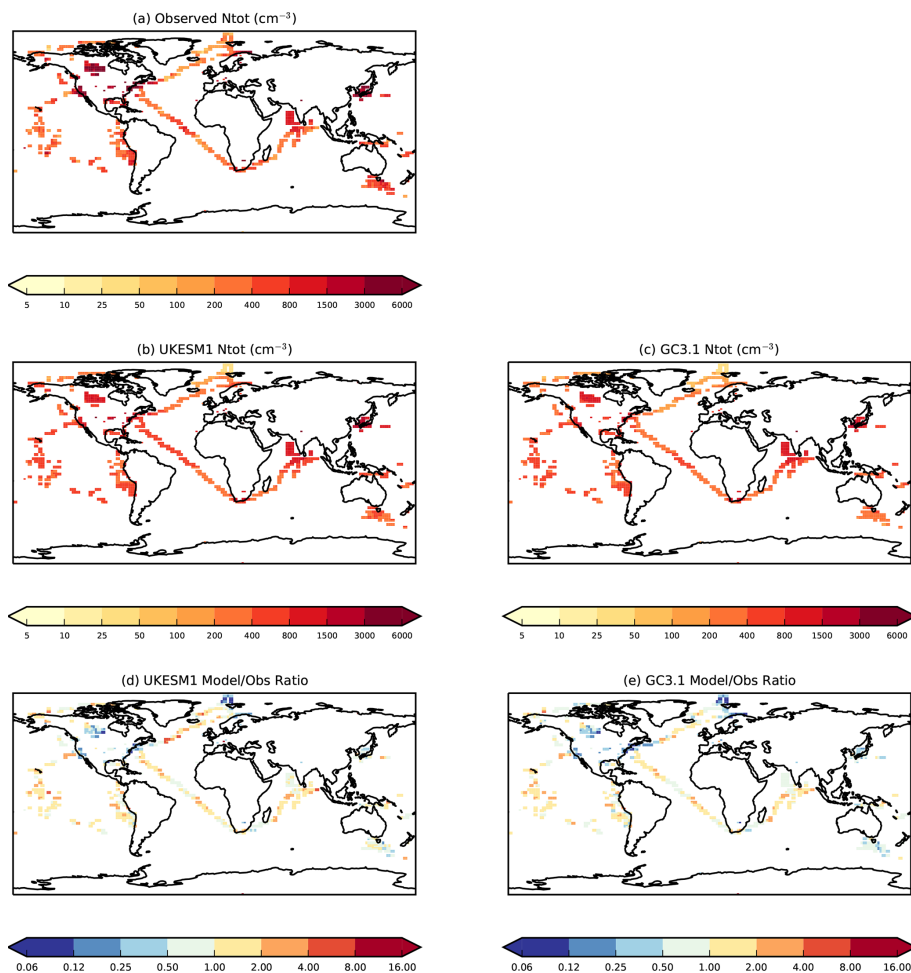 (a) Observed Ntot (cm⁻³)
5 10 25 50 100 200 400 800 1500 3000 6000
(b) UKESM1 Ntot (cm⁻³)
5 10 25 50 100 200 400 800 1500 3000 6000
(c) GC3.1 Ntot (cm⁻³)
5 10 25 50 100 200 400 800 1500 3000 6000
(d) UKESM1 Model/Obs Ratio
0.06 0.12 0.25 0.50 1.00 2.00 4.00 8.00 16.00
(e) GC3.1 Model/Obs Ratio
0.06 0.12 0.25 0.50 1.00 2.00 4.00 8.00 16.00